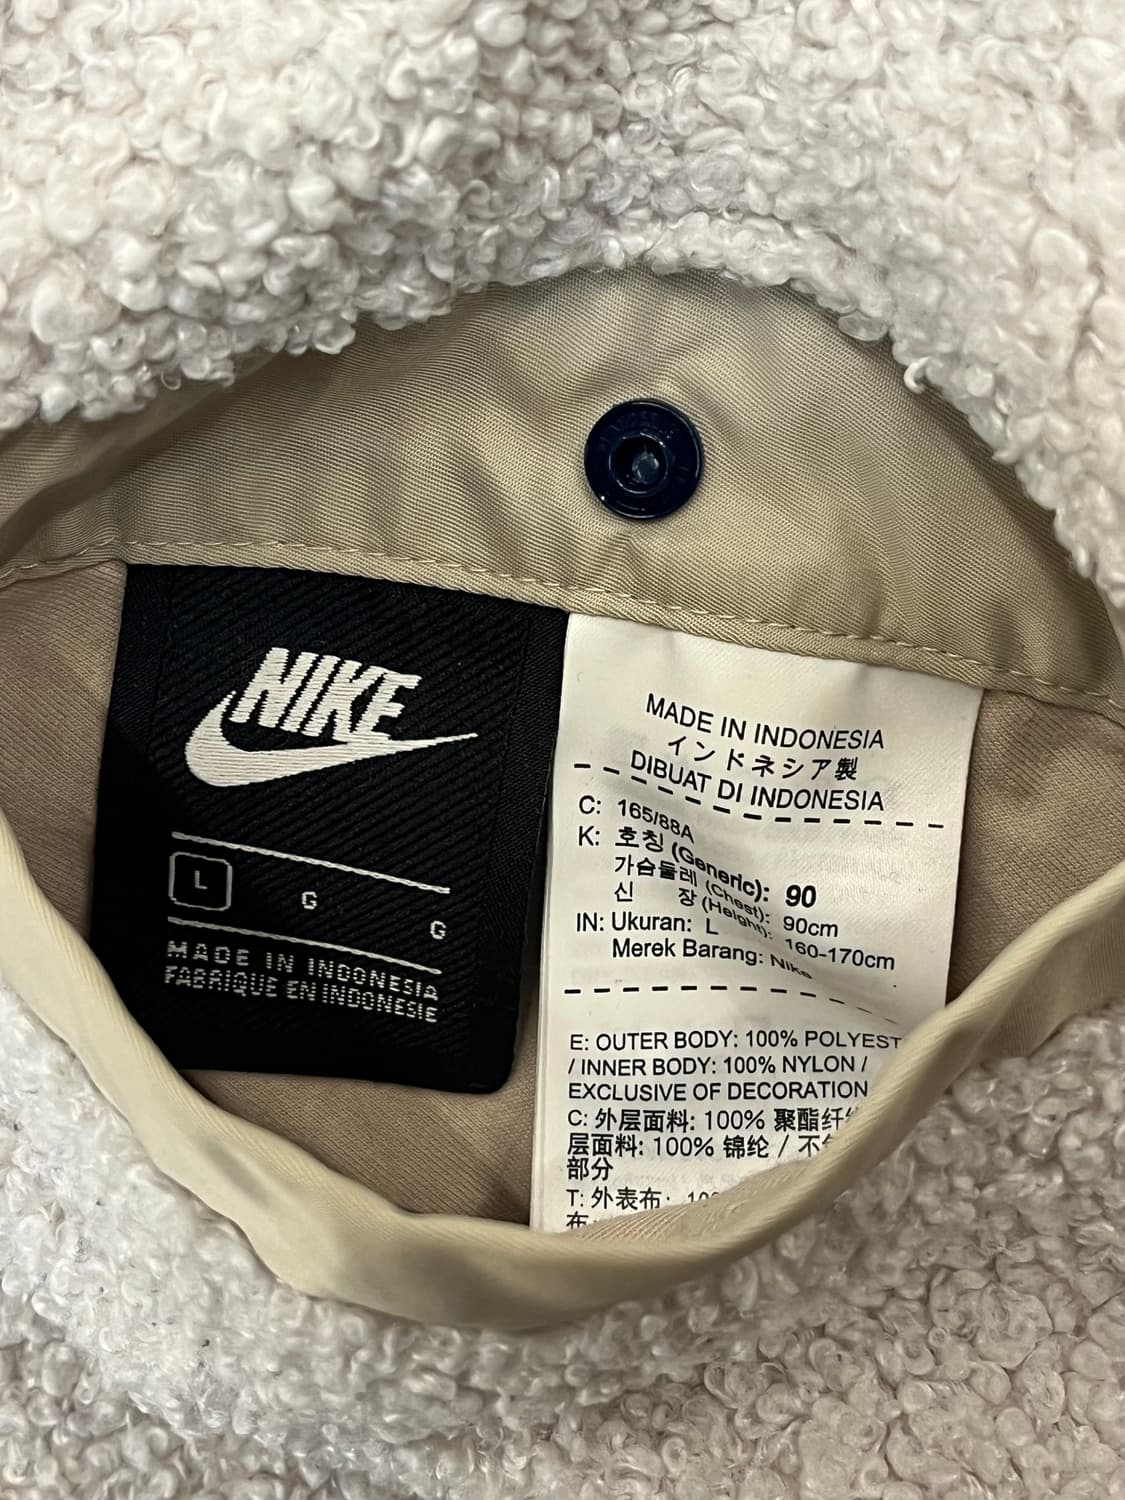 NIKE
L G G
MADE IN INDONESIA
FABRIQUE EN INDONESIE
MADE IN INDONESIA
インドネシア製
DIBUAT DI INDONESIA
C: 165/88A
K: 호칭 (Generic): 90
가슴둘레 (Chest): 90cm
신 장 (Height): 160-170cm
IN: Ukuran: L
Merek Barang: Nike
E: OUTER BODY: 100% POLYEST
/ INNER BODY: 100% NYLON /
EXCLUSIVE OF DECORATION
C: 外层面料: 100% 聚酯纤
层面料: 100% 锦纶 / 不
部分
T: 外表布: 10
布